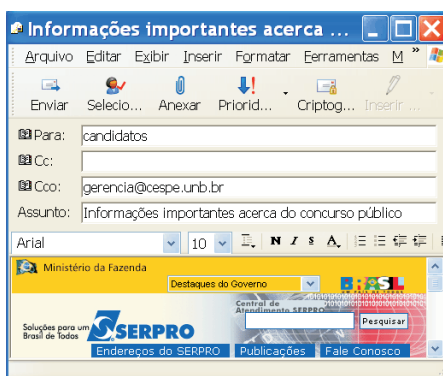 Informações importantes acerca ...
Arquivo Editar Exibir Inserir Formatar Ferramentas M »
Enviar Selecio... Anexar Priorid... Criptog... Inserir ...
Para: candidatos
Cc:
Cco: gerencia@cespe.unb.br
Assunto: Informações importantes acerca do concurso público
Arial 10 N I S A
Ministério da Fazenda
Destaques do Governo
BRASIL
Central de
Atendimento SERPRO
Pesquisar
Soluções para um
Brasil de Todos
SERPRO
Endereços do SERPRO Publicações Fale Conosco